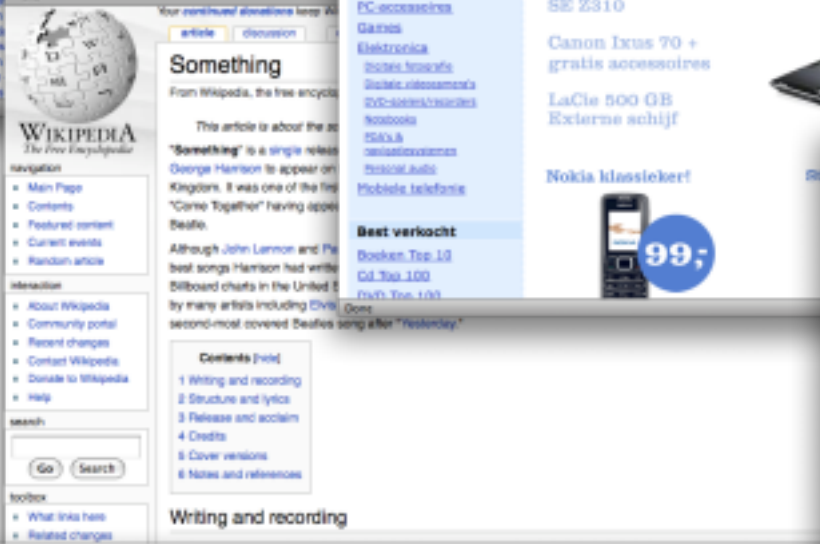 Your continued donations keep
article
discussion
Something
From Wikipedia, the free
This article is about the
"Something" is a single
George Harrison to appear on
Kingdom. It was one of the
"Come Together" having
Beatle.
Although John Lennon and
best songs Harrison had
Billboard charts in the United
by many artists including Elvis
second-most covered Beatles song after "Yesterday."
Contents [hide]
1 Writing and recording
2 Structure and lyrics
3 Release and acclaim
4 Credits
5 Cover versions
6 Notes and references
Writing and recording
WIKIPEDIA
The Free Encyclopedia
navigation
Main Page
Contents
Featured content
Current events
Random article
interaction
About Wikipedia
Community portal
Recent changes
Contact Wikipedia
Donate to Wikipedia
Help
search
Go
Search
toolbox
What links here
Related changes
PC-accessoires
Games
Elektronica
Digitale fotografie
Digitale videocamera's
DVD-spelers/recorders
Notebooks
PDA's &
navigatiesystemen
Personal audio
Mobiele telefonie
Best verkocht
Boeken Top 10
Cd Top 100
DVD Top 100
SE Z310
Canon Ixus 70 +
gratis accessoires
LaCie 500 GB
Externe schijf
Nokia klassieker!
99,-
Done